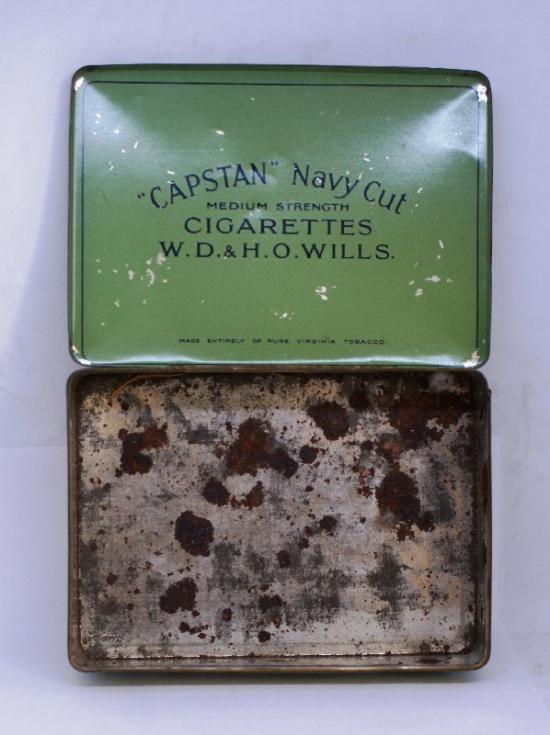 "CAPSTAN" Navy Cut
MEDIUM STRENGTH
CIGARETTES
W.D.&H.O.WILLS.
MADE ENTIRELY OF PURE VIRGINIA TOBACCO.